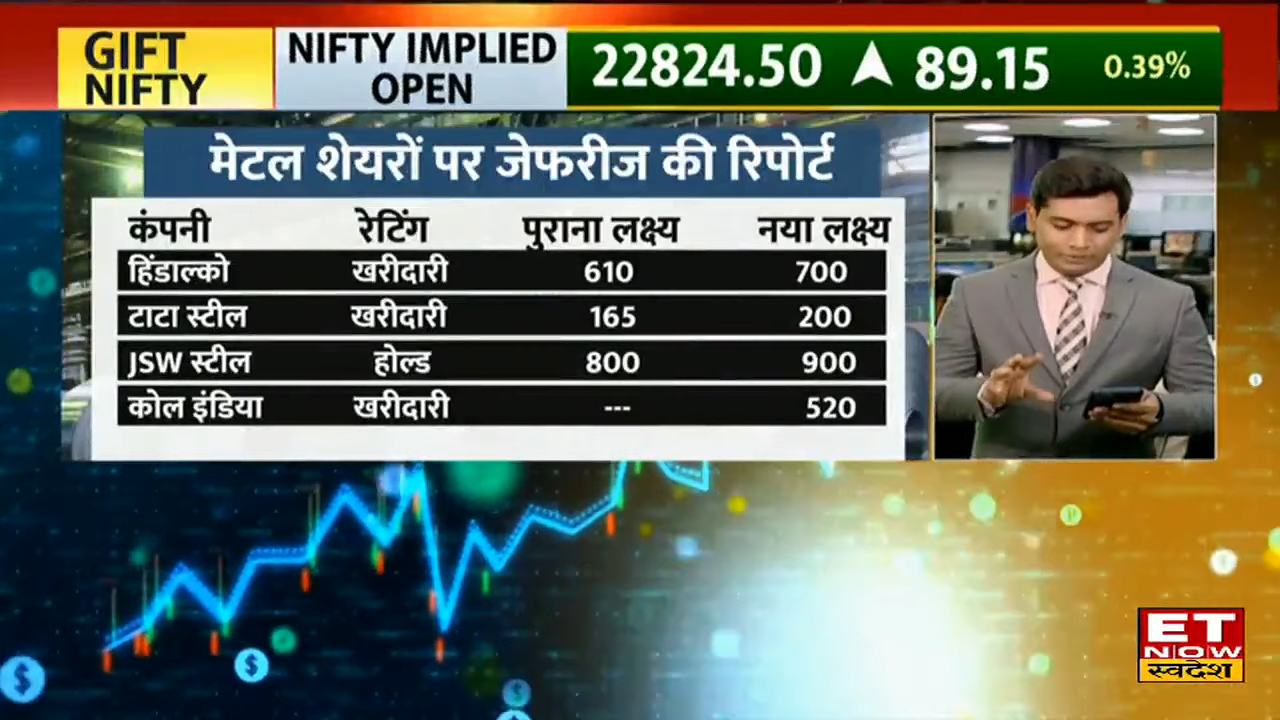 GIFT NIFTY
NIFTY IMPLIED OPEN
22824.50 ▲ 89.15 0.39%
मेटल शेयरों पर जेफरीज की रिपोर्ट
कंपनी रेटिंग पुराना लक्ष्य नया लक्ष्य
हिंडाल्को खरीदारी 610 700
टाटा स्टील खरीदारी 165 200
JSW स्टील होल्ड 800 900
कोल इंडिया खरीदारी --- 520
ET
NOW
स्वदेश